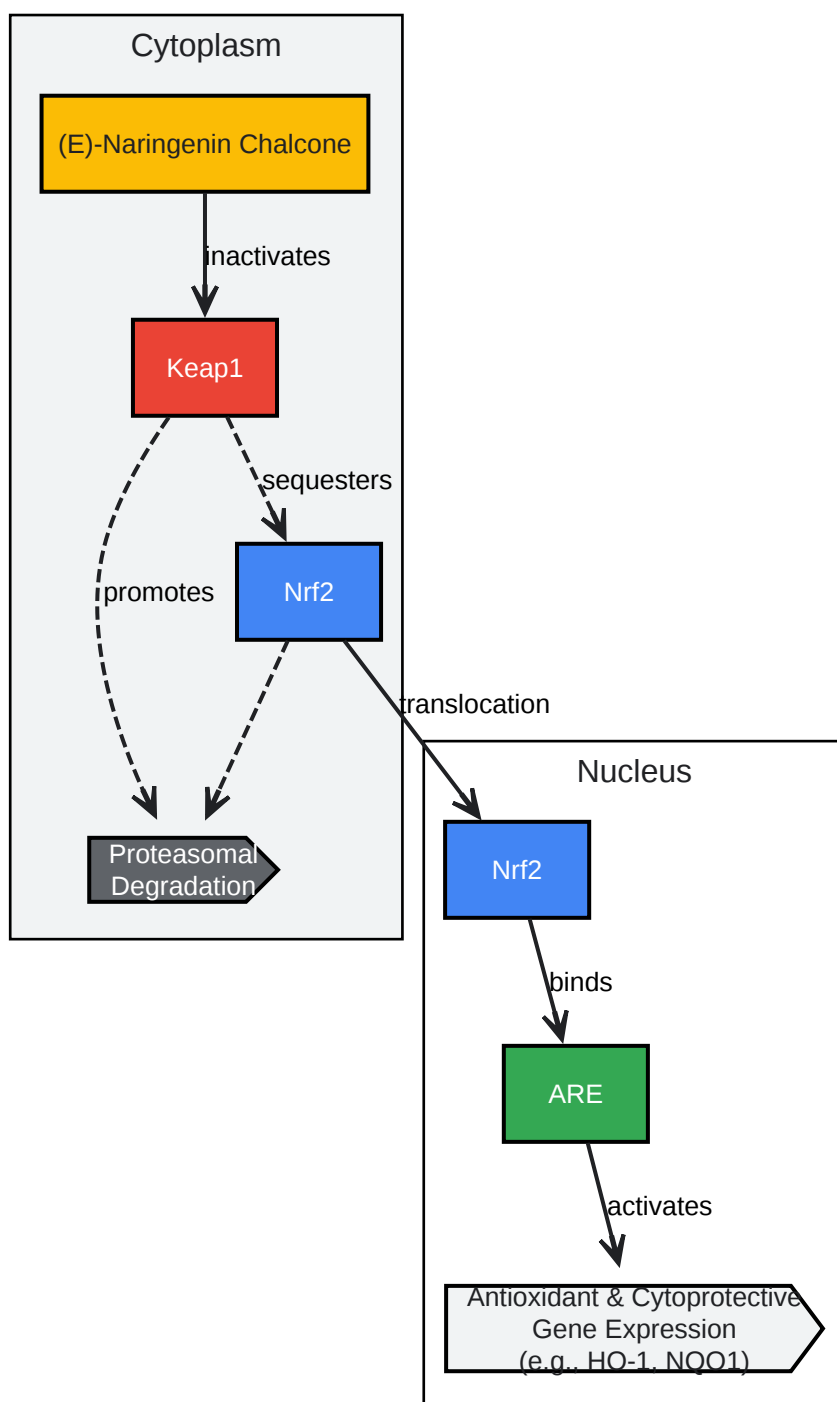 Cytoplasm
(E)-Naringenin Chalcone
inactivates
Keap1
sequesters
promotes
Nrf2
translocation
Proteasomal
Degradation
Nucleus
Nrf2
binds
ARE
activates
Antioxidant & Cytoprotective
Gene Expression
(e.g., HO-1, NQO1)